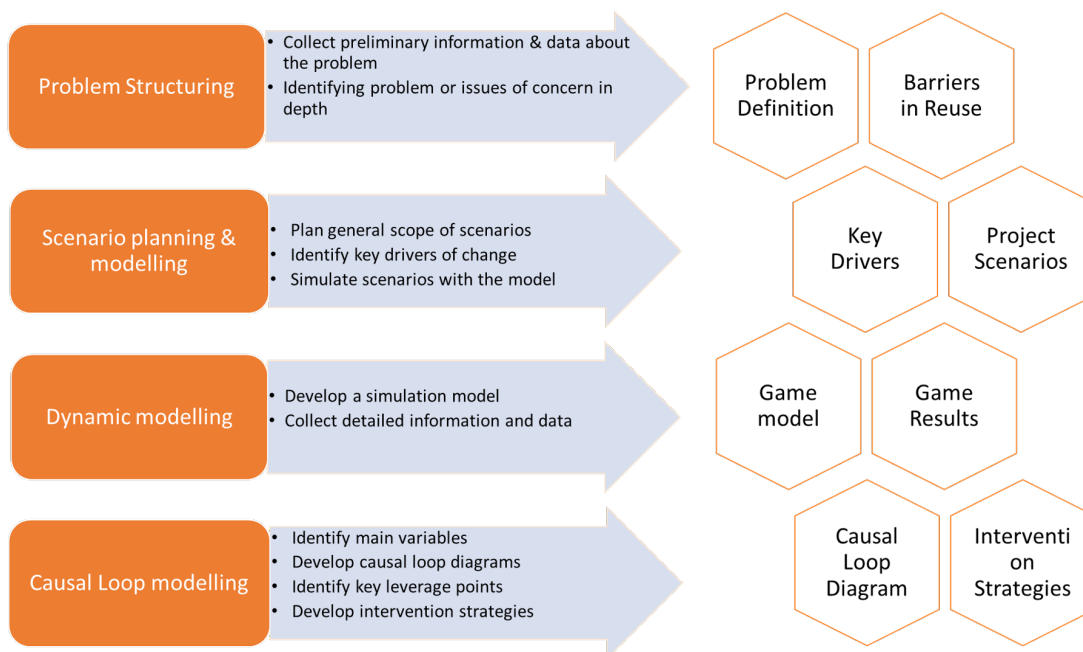 Problem Structuring
• Collect preliminary information & data about
the problem
• Identifying problem or issues of concern in
depth
Problem
Definition
Barriers
in Reuse
Scenario planning &
modelling
• Plan general scope of scenarios
• Identify key drivers of change
• Simulate scenarios with the model
Key
Drivers
Project
Scenarios
Dynamic modelling
• Develop a simulation model
• Collect detailed information and data
Game
model
Game
Results
Causal Loop modelling
• Identify main variables
• Develop causal loop diagrams
• Identify key leverage points
• Develop intervention strategies
Causal
Loop
Diagram
Interventi
on
Strategies